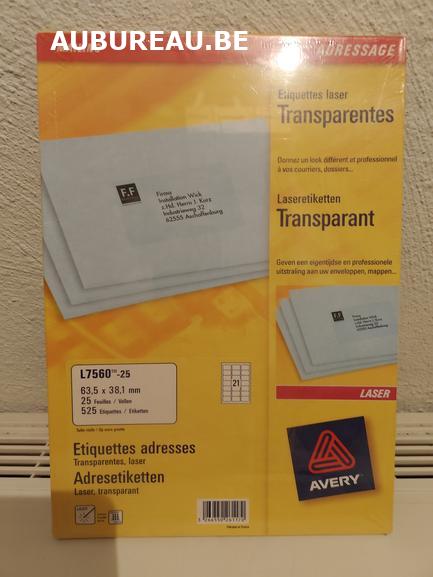 AUBUREAU.BE
ADRESSAGE
Etiquettes laser
Transparentes
Donnez un look différent et professionnel
à vos courriers, dossiers...
Laseretiketten
Transparant
Geven een eigentijdse en professionele
uitstraling aan uw enveloppen, mappen...
F.F
Firma
Installation Wick
z.Hd. Herrn J. Kurz
Industrieweg 32
62555 Aschaffenburg
F.F
LASER
L7560™-25
63,5 x 38,1 mm
25 Feuilles / Vellen
525 Etiquettes / Etiketten
21
Etiquettes adresses
Transparentes, laser
Adresetiketten
Laser, transparant
AVERY